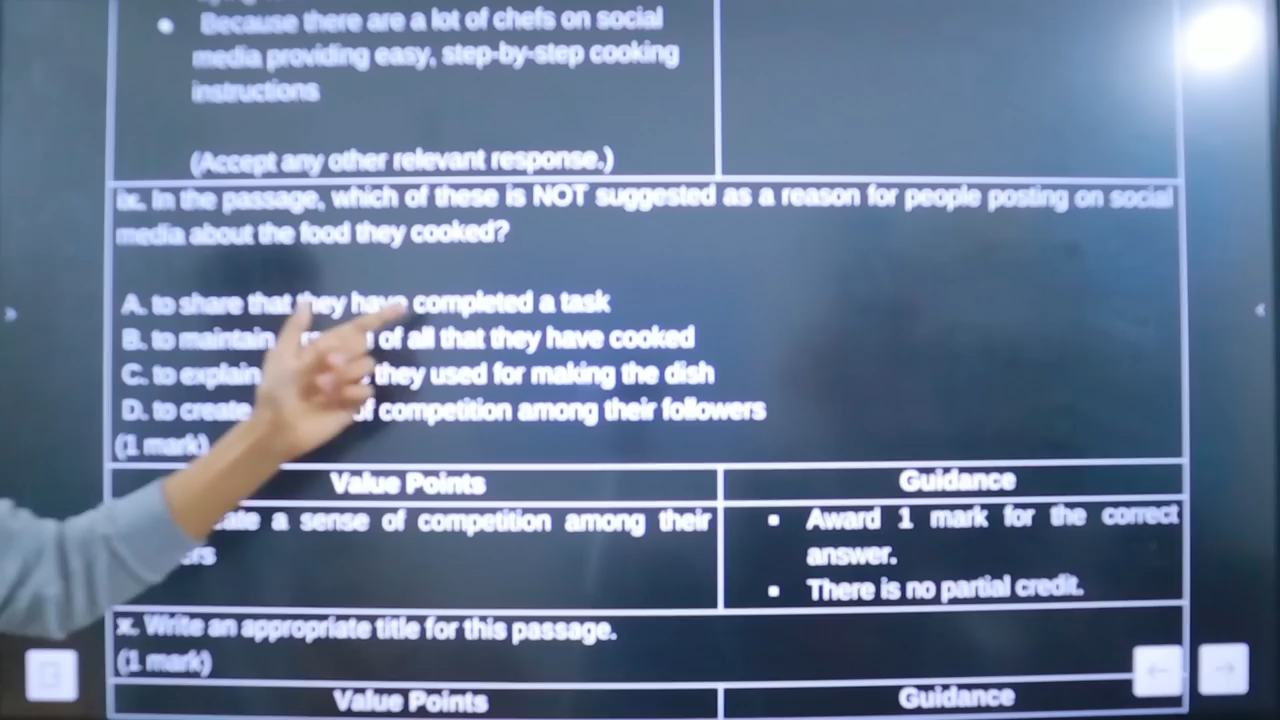 Because there are a lot of chefs on social
media providing easy, step-by-step cooking
instructions
(Accept any other relevant response.)
ix. In the passage, which of these is NOT suggested as a reason for people posting on social
media about the food they cooked?
A. to share that they have completed a task
B. to maintain of all that they have cooked
C. to explain they used for making the dish
D. to create of competition among their followers
(1 mark)
Value Points
Guidance
a sense of competition among their
Award 1 mark for the correct
answer.
There is no partial credit.
x. Write an appropriate title for this passage.
(1 mark)
Value Points
Guidance